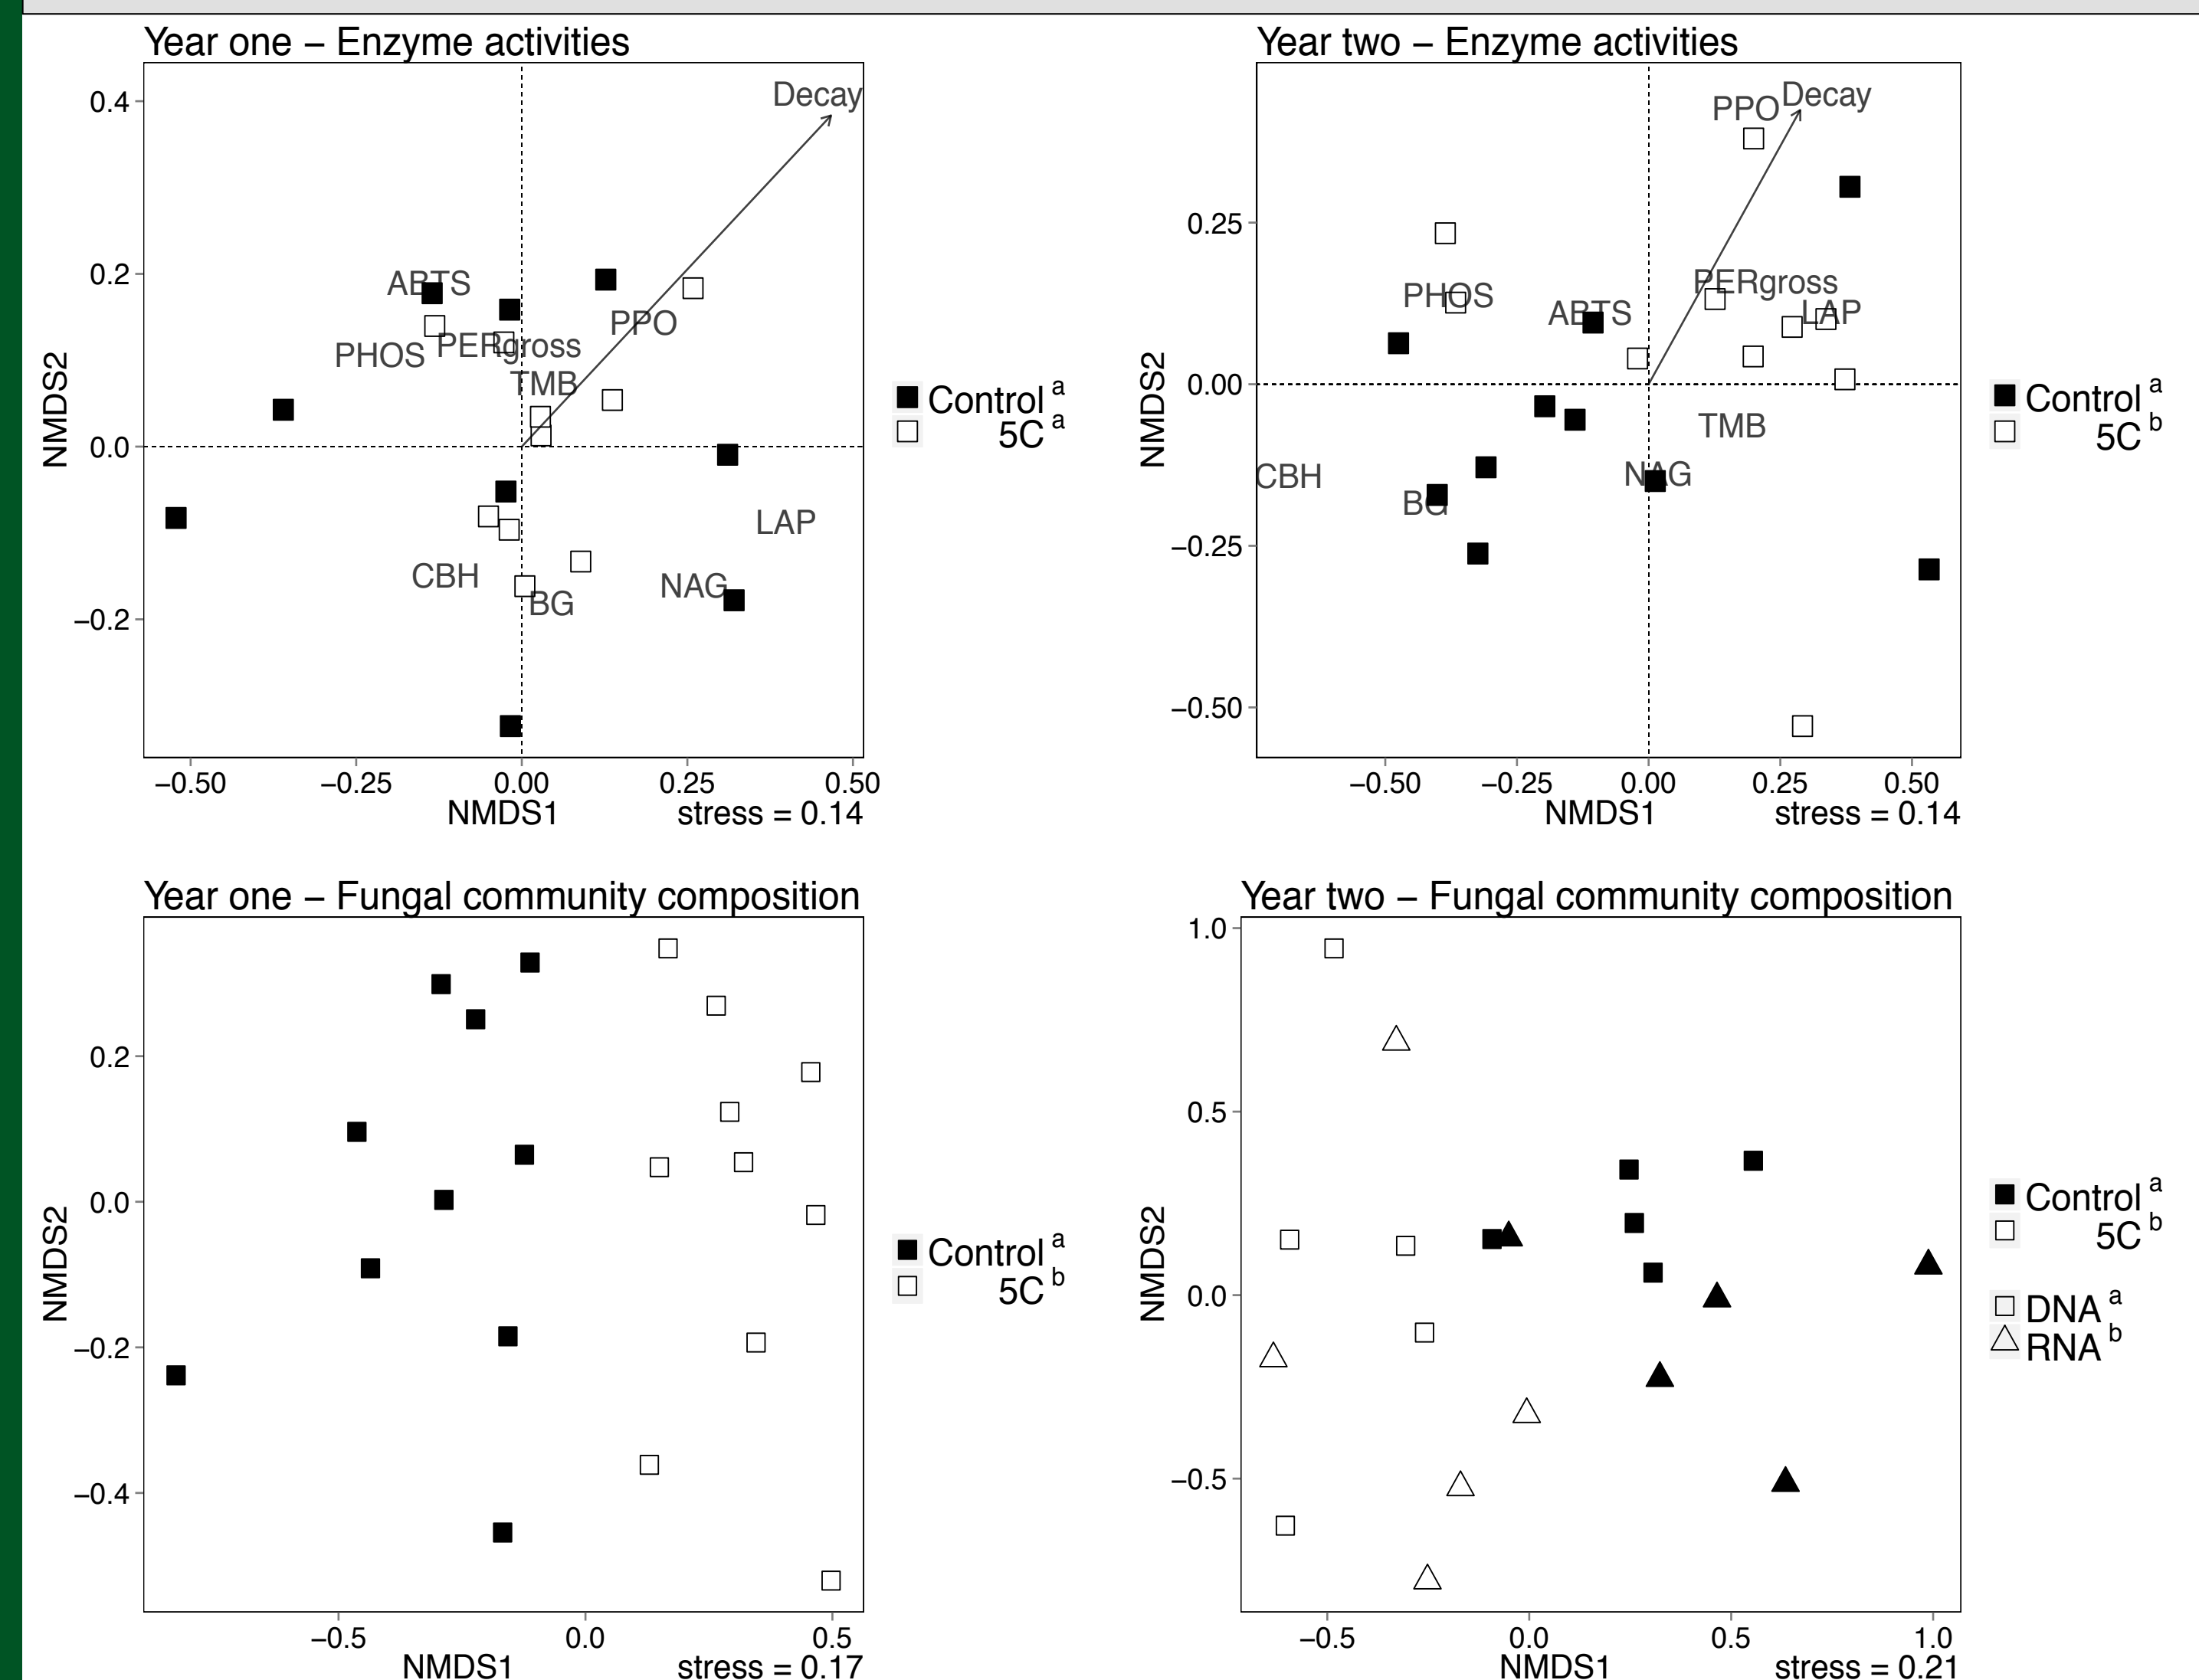 Year one – Enzyme activities
0.4
0.2
0.0
−0.2
NMDS2
Decay
ABTS
PPO
PHOS
PERgross
TMB
LAP
CBH
NAG
BG
−0.50
−0.25
0.00
0.25
0.50
NMDS1
stress = 0.14
Control a
5C a
Year two – Enzyme activities
0.25
0.00
−0.25
−0.50
NMDS2
PPO
Decay
PERgross
PHOS
ABTS
LAP
TMB
CBH
NAG
BG
−0.50
−0.25
0.00
0.25
0.50
NMDS1
stress = 0.14
Control a
5C b
Year one – Fungal community composition
0.2
0.0
−0.2
−0.4
NMDS2
−0.5
0.0
0.5
NMDS1
stress = 0.17
Control a
5C b
Year two – Fungal community composition
1.0
0.5
0.0
−0.5
NMDS2
−0.5
0.0
0.5
1.0
NMDS1
stress = 0.21
Control a
5C b
DNA a
RNA b